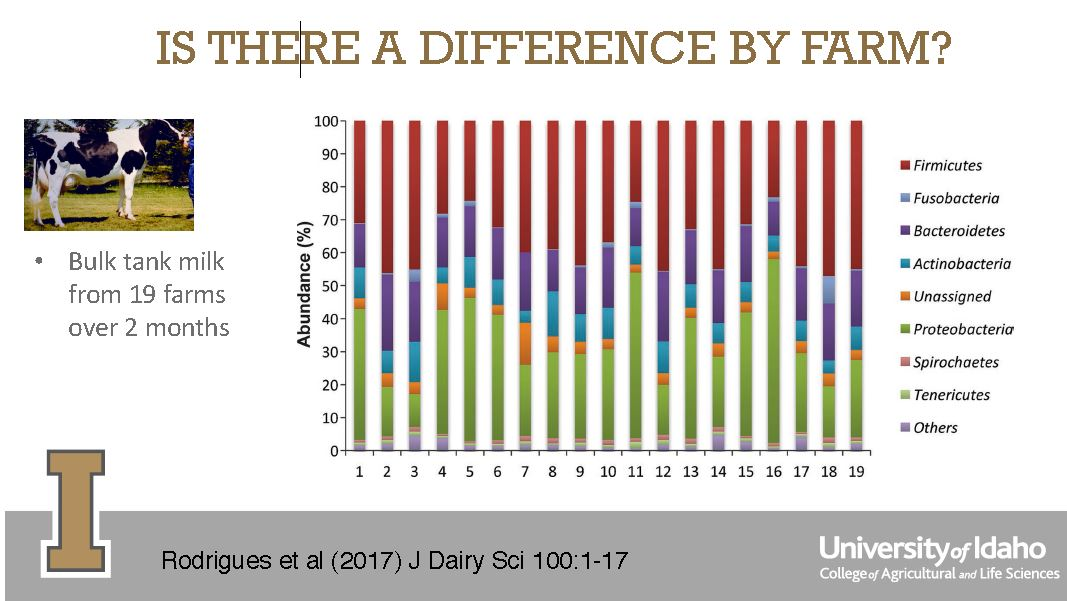 IS THERE A DIFFERENCE BY FARM?
• Bulk tank milk
from 19 farms
over 2 months
Abundance (%)
100
90
80
70
60
50
40
30
20
10
0
1 2 3 4 5 6 7 8 9 10 11 12 13 14 15 16 17 18 19
Firmicutes
Fusobacteria
Bacteroidetes
Actinobacteria
Unassigned
Proteobacteria
Spirochaetes
Tenericutes
Others
I
Rodrigues et al (2017) J Dairy Sci 100:1-17
University of Idaho
College of Agricultural and Life Sciences